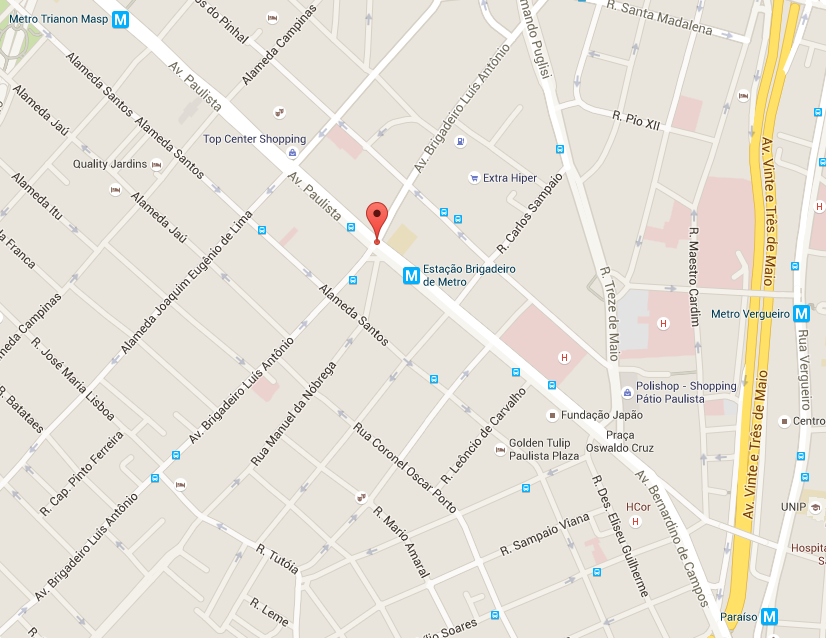 Metro Trianon Masp
M
os do Pinhal
Alameda Campinas
rnando Puglisi
R. Santa Madalena
Av. Paulista
Alameda Santos
Alameda Santos
Av. Brigadeiro Luís Antônio
Alameda Jaú
R. Pio XII
Top Center Shopping
Quality Jardins
Extra Hiper
Av. Vinte e Três de Maio
Alameda Itu
Alameda Jaú
Av. Paulista
R. Carlos Sampaio
H
da Franca
Alameda Joaquim Eugênio de Lima
M
Estação Brigadeiro
de Metro
R. Treze de Maio
R. Maestro Cardim
ameda Campinas
Alameda Santos
H
Metro Vergueiro
M
R. José Maria Lisboa
Av. Brigadeiro Luís Antônio
H
Rua Vergueiro
R. Batataes
Rua Manuel da Nóbrega
Polishop - Shopping
Pátio Paulista
Av. Vinte e Três de Maio
R. Cap. Pinto Ferreira
Rua Coronel Oscar Porto
R. Leôncio de Carvalho
Fundação Japão
Centro
Praça
Oswaldo Cruz
Golden Tulip
Paulista Plaza
Av. Brigadeiro Luís Antônio
R. Mario Amaral
R. Des. Eliseu Guilherme
Av. Bernardino de Campos
HCor
H
UNIP
R. Sampaio Viana
R. Tutóia
Hospita
Sa
R. Leme
lio Soares
Paraíso
M